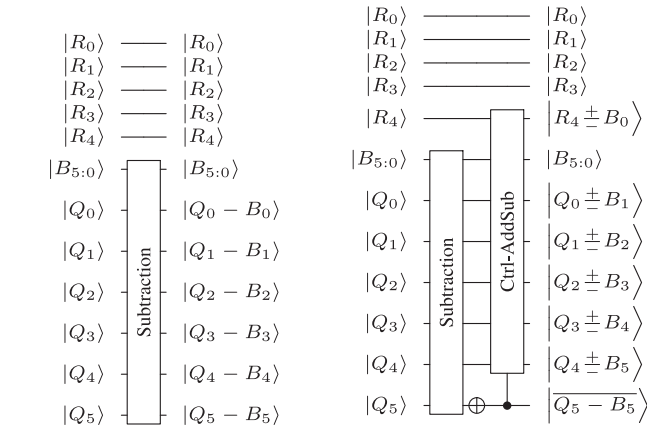 |R₀⟩ |R₀⟩
|R₁⟩ |R₁⟩
|R₂⟩ |R₂⟩
|R₃⟩ |R₃⟩
|R₄⟩ |R₄⟩
|B₅:₀⟩ |B₅:₀⟩
|Q₀⟩ |Q₀ − B₀⟩
|Q₁⟩ |Q₁ − B₁⟩
|Q₂⟩ |Q₂ − B₂⟩
|Q₃⟩ |Q₃ − B₃⟩
|Q₄⟩ |Q₄ − B₄⟩
|Q₅⟩ |Q₅ − B₅⟩
Subtraction
|R₀⟩ |R₀⟩
|R₁⟩ |R₁⟩
|R₂⟩ |R₂⟩
|R₃⟩ |R₃⟩
|R₄⟩ |R₄ ± B₀⟩
|B₅:₀⟩ |B₅:₀⟩
|Q₀⟩ |Q₀ ± B₁⟩
|Q₁⟩ |Q₁ ± B₂⟩
|Q₂⟩ |Q₂ ± B₃⟩
|Q₃⟩ |Q₃ ± B₄⟩
|Q₄⟩ |Q₄ ± B₅⟩
|Q₅⟩ |Q̅₅̅ ̅−̅ ̅B̅₅̅⟩
Subtraction
Ctrl-AddSub